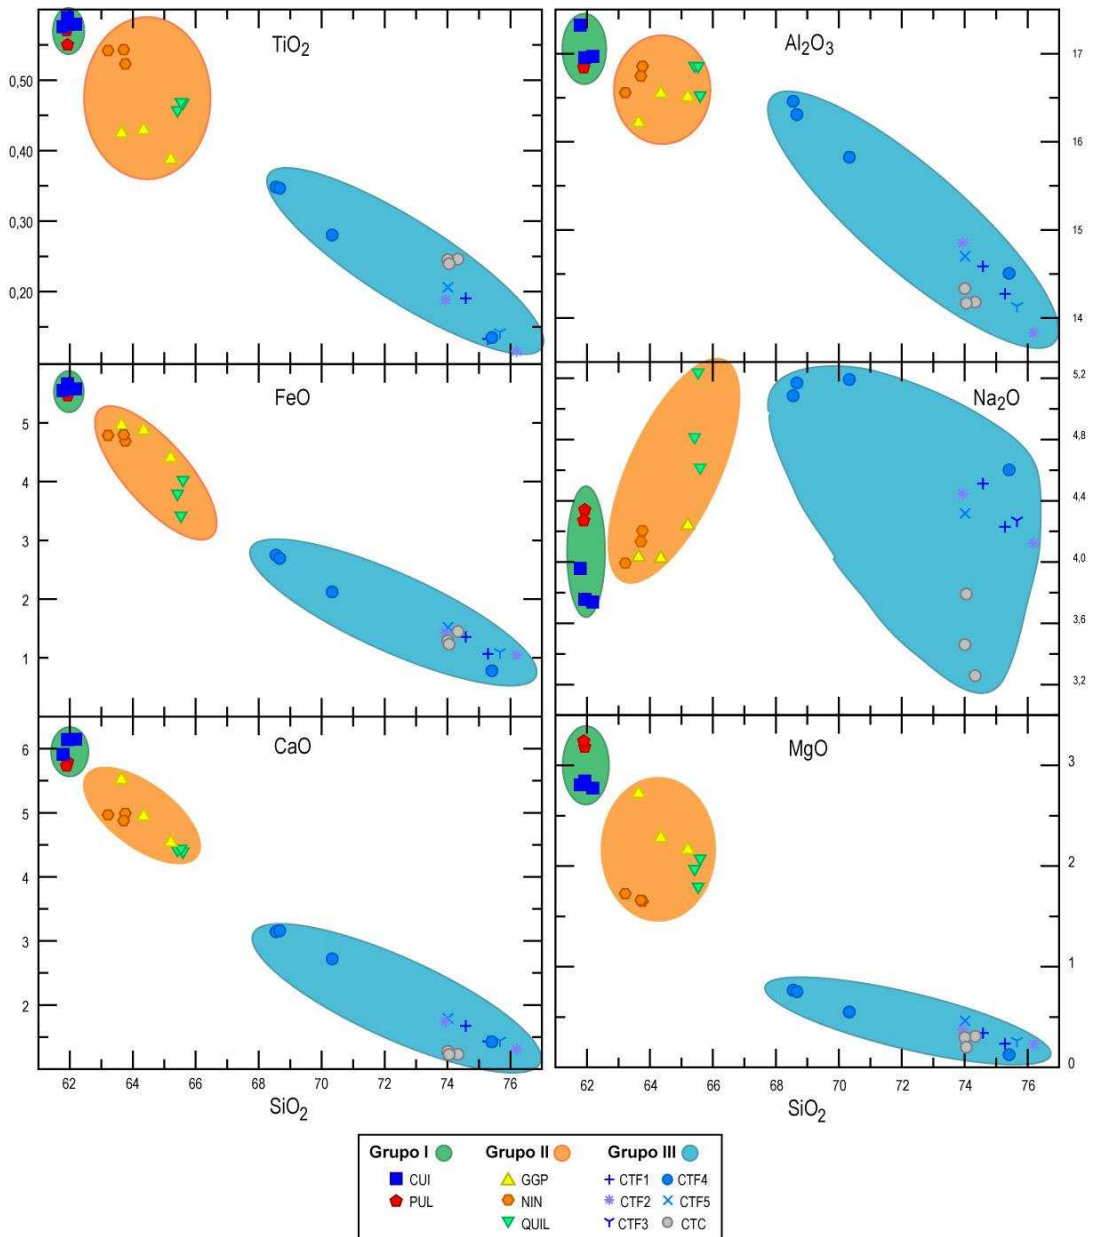 TiO2
0,50
0,40
0,30
0,20
Al2O3
17
16
15
14
FeO
5
4
3
2
1
Na2O
5,2
4,8
4,4
4,0
3,6
3,2
CaO
6
5
4
3
2
MgO
3
2
1
0
62 64 66 68 70 72 74 76
SiO2
62 64 66 68 70 72 74 76
SiO2
Grupo I Grupo II Grupo III
CUI GGP CTF1 CTF4
PUL NIN CTF2 CTF5
QUIL CTF3 CTC